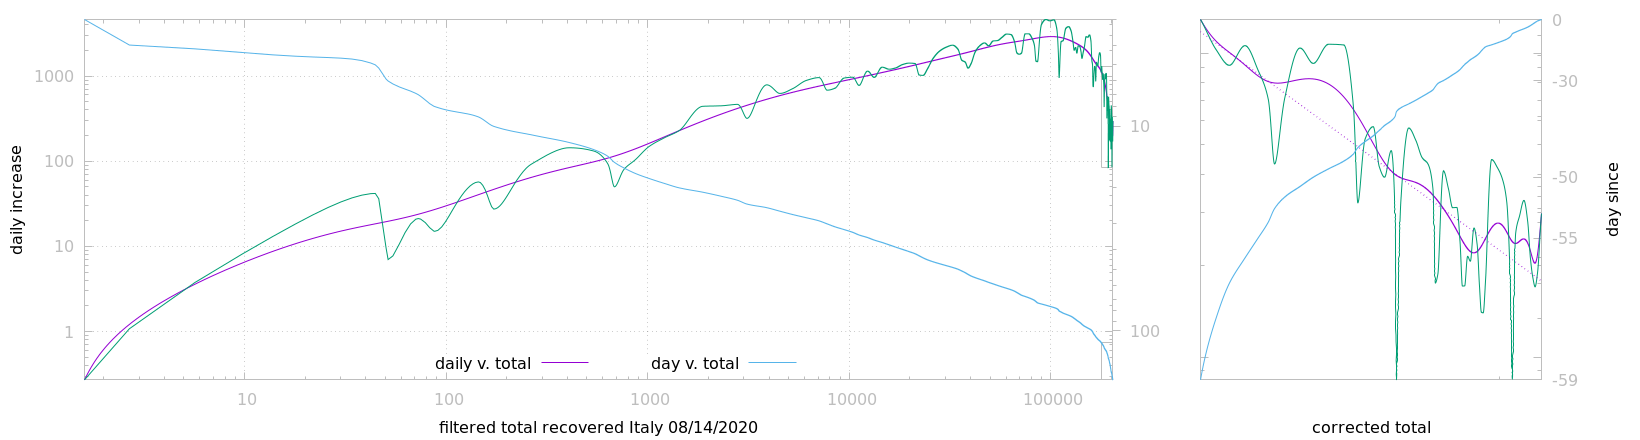 daily increase
1000
100
10
1
10
100
1000
10000
100000
10
100
daily v. total
day v. total
filtered total recovered Italy 08/14/2020
0
-30
-50
-55
-59
day since
corrected total